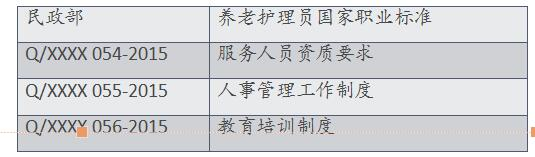 民政部 养老护理员国家职业标准
Q/XXXX 054-2015 服务人员资质要求
Q/XXXX 055-2015 人事管理工作制度
Q/XXXX 056-2015 教育培训制度